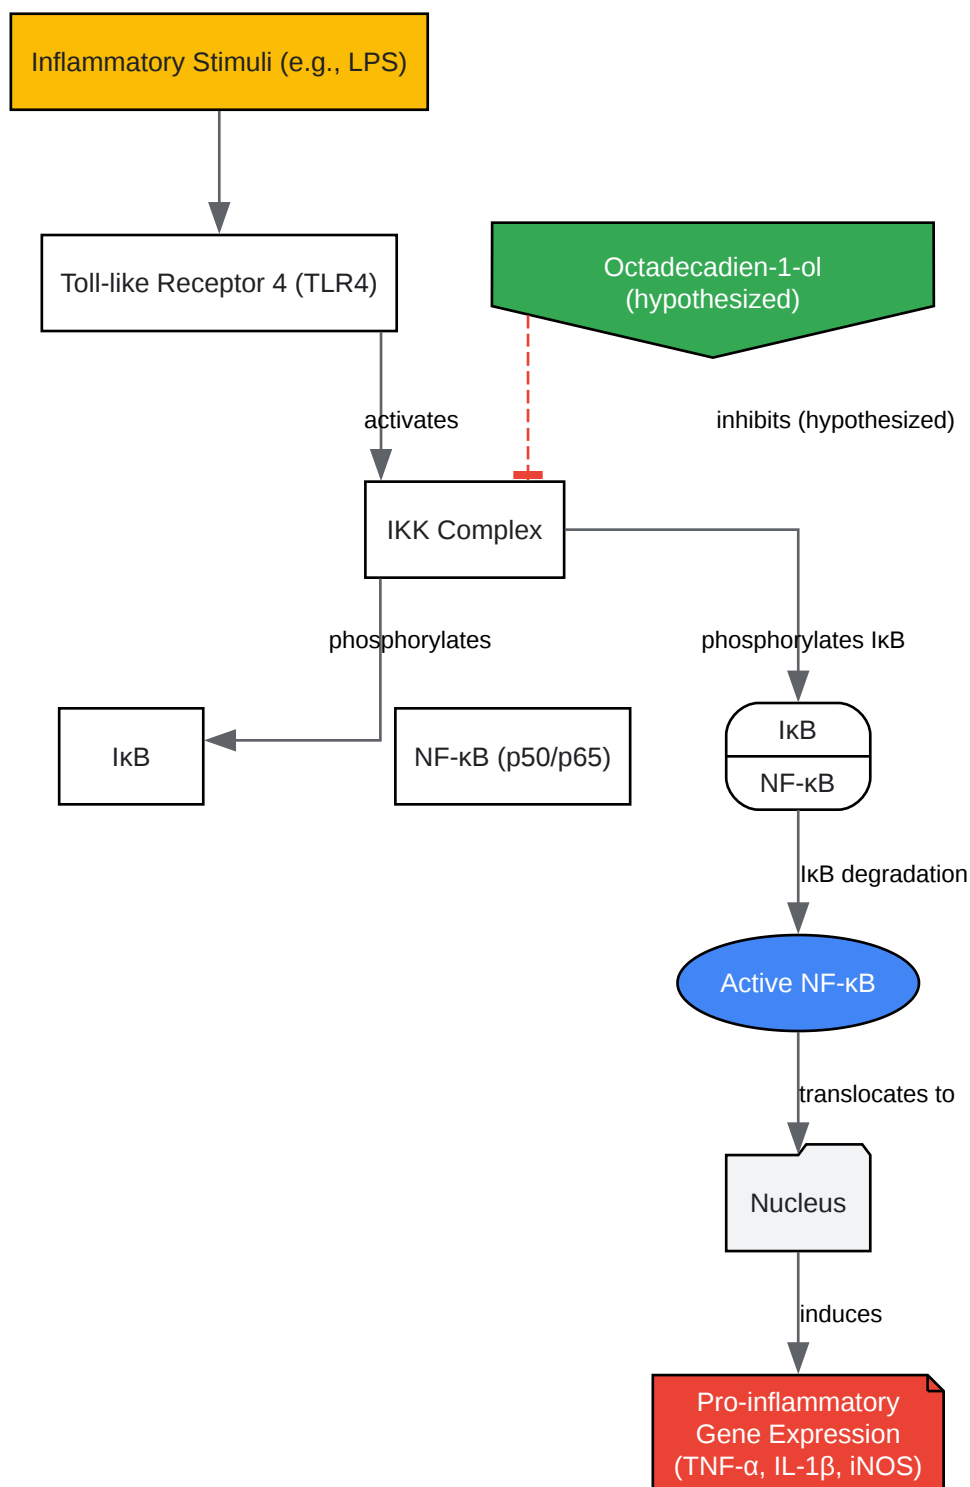 Inflammatory Stimuli (e.g., LPS)
Toll-like Receptor 4 (TLR4)
Octadecadien-1-ol
(hypothesized)
activates
inhibits (hypothesized)
IKK Complex
phosphorylates
phosphorylates IκB
IκB
NF-κB (p50/p65)
IκB
NF-κB
IκB degradation
Active NF-κB
translocates to
Nucleus
induces
Pro-inflammatory
Gene Expression
(TNF-α, IL-1β, iNOS)